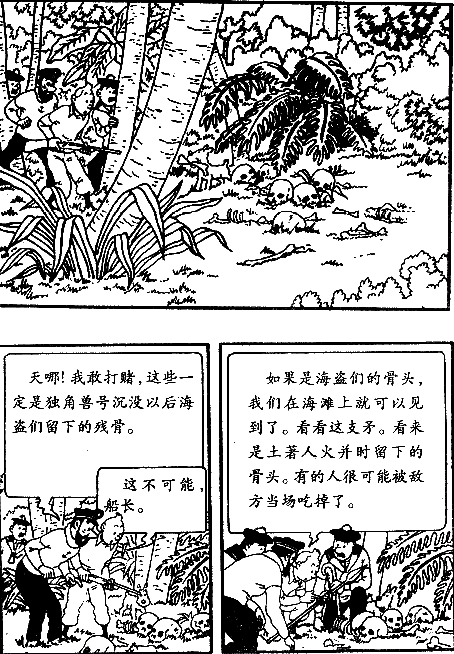 天哪！我敢打赌，这些一
定是独角兽号沉没以后海
盗们留下的残骨。
这不可能，
船长。
如果是海盗们的骨头，
我们在海滩上就可以见
到了。看看这支矛。看来
是土著人火并时留下的
骨头。有的人很可能被敌
方当场吃掉了。